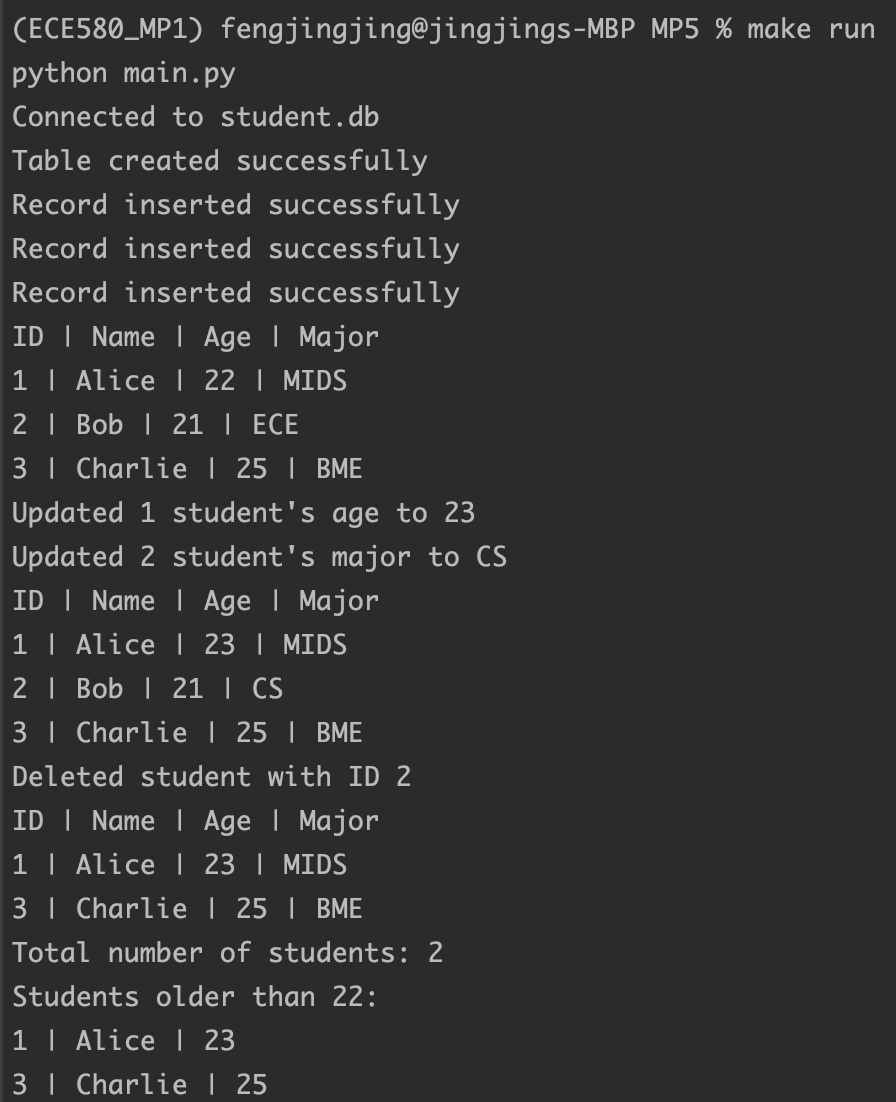 (ECE580_MP1) fengjingjing@jingjings-MBP MP5 % make run
python main.py
Connected to student.db
Table created successfully
Record inserted successfully
Record inserted successfully
Record inserted successfully
ID | Name | Age | Major
1 | Alice | 22 | MIDS
2 | Bob | 21 | ECE
3 | Charlie | 25 | BME
Updated 1 student's age to 23
Updated 2 student's major to CS
ID | Name | Age | Major
1 | Alice | 23 | MIDS
2 | Bob | 21 | CS
3 | Charlie | 25 | BME
Deleted student with ID 2
ID | Name | Age | Major
1 | Alice | 23 | MIDS
3 | Charlie | 25 | BME
Total number of students: 2
Students older than 22:
1 | Alice | 23
3 | Charlie | 25